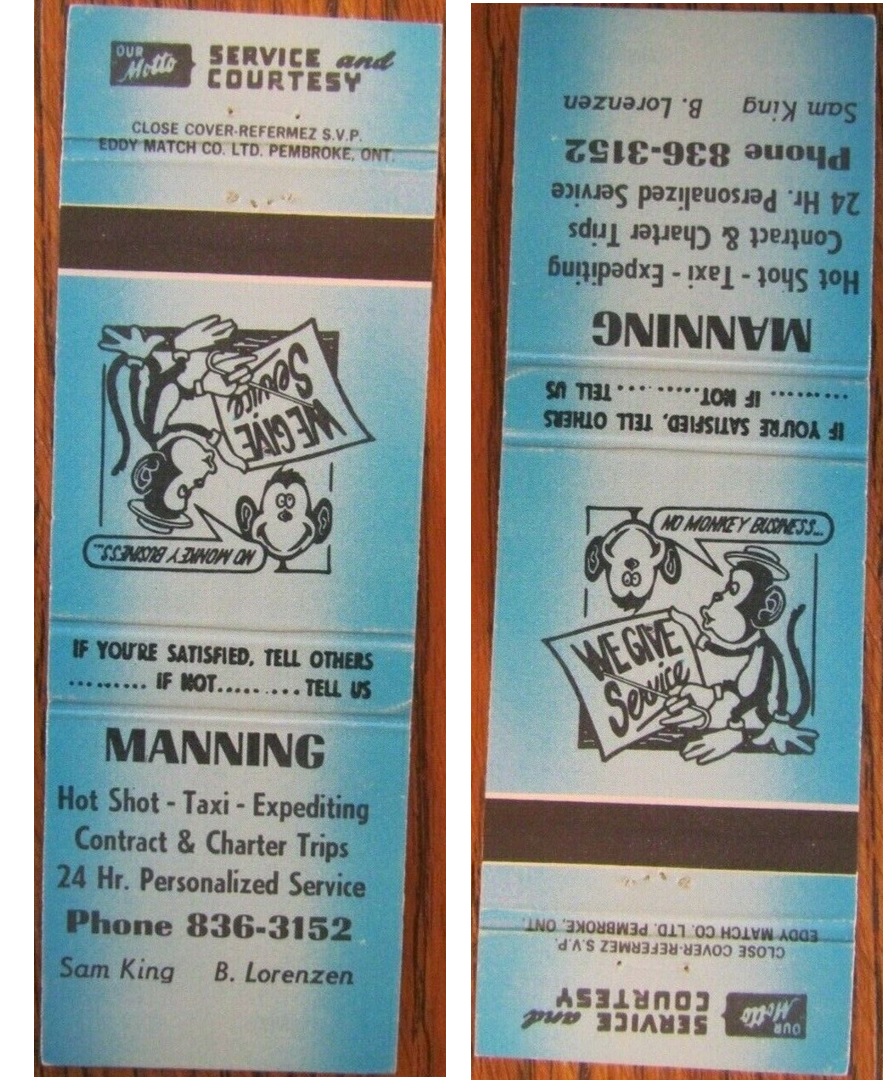 OUR Motto SERVICE and
COURTESY
CLOSE COVER-REFERMEZ S.V.P.
EDDY MATCH CO. LTD. PEMBROKE, ONT.
WE GIVE
Service
NO MONKEY BUSINESS...
IF YOU'RE SATISFIED, TELL OTHERS
......... IF NOT......... TELL US
MANNING
Hot Shot - Taxi - Expediting
Contract & Charter Trips
24 Hr. Personalized Service
Phone 836-3152
Sam King B. Lorenzen
Sam King B. Lorenzen
Phone 836-3152
24 Hr. Personalized Service
Contract & Charter Trips
Hot Shot - Taxi - Expediting
MANNING
......... IF NOT......... TELL US
IF YOU'RE SATISFIED, TELL OTHERS
NO MONKEY BUSINESS...
WE GIVE
Service
EDDY MATCH CO. LTD. PEMBROKE, ONT.
CLOSE COVER-REFERMEZ S.V.P.
OUR Motto SERVICE and
COURTESY